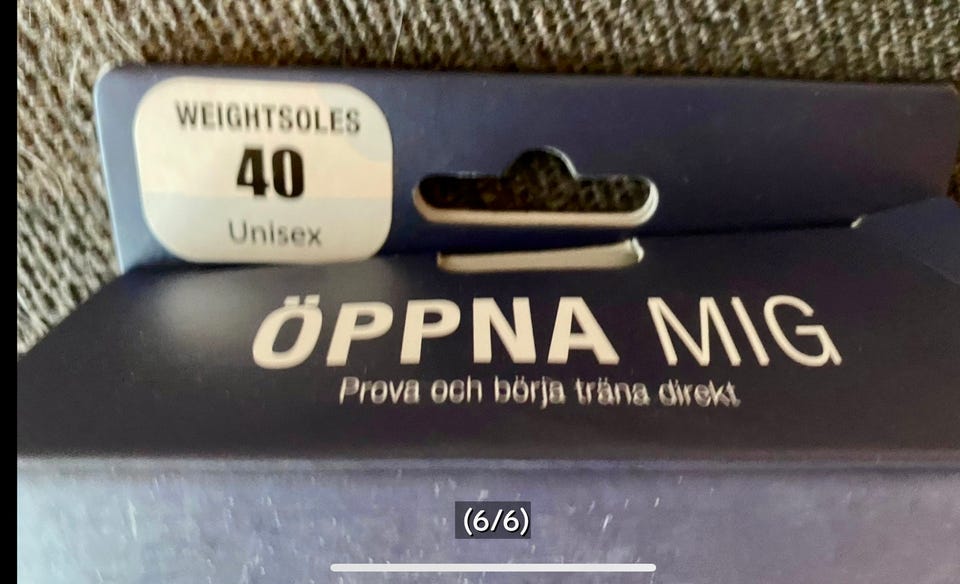 WEIGHTSOLES
40
Unisex
ÖPPNA MIG
Prova och börja träna direkt
(6/6)